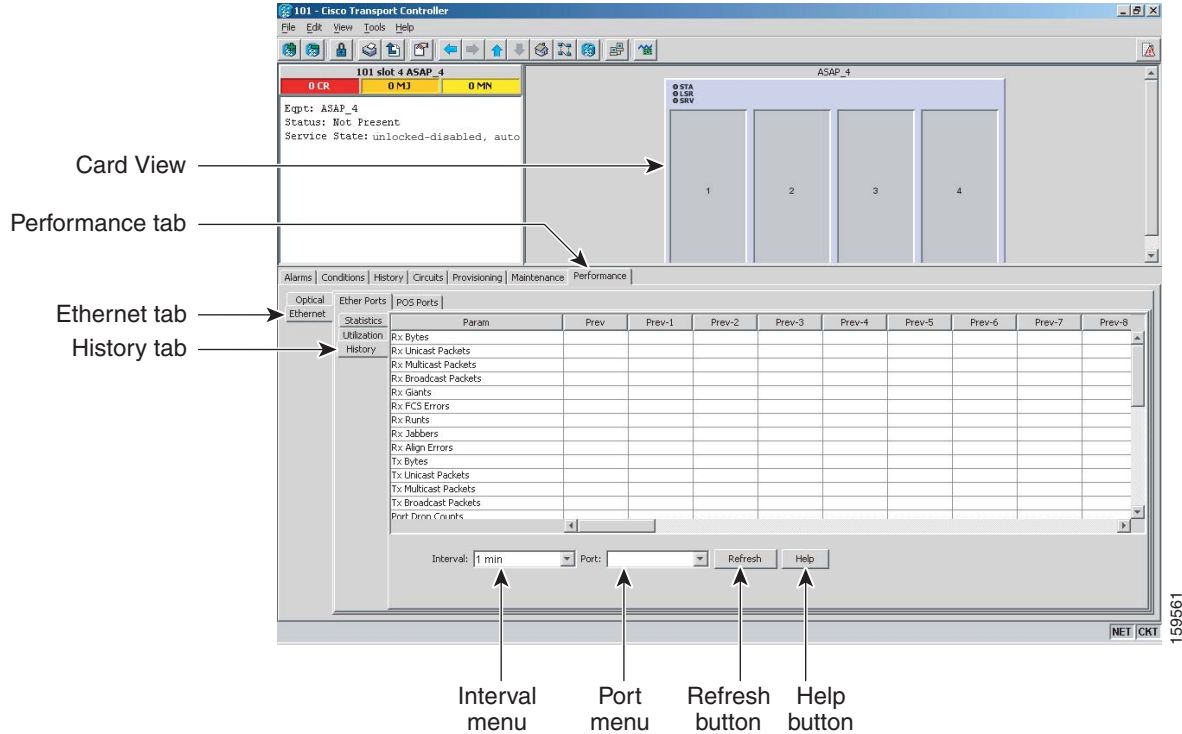 101 - Cisco Transport Controller
File Edit View Tools Help
101 slot 4 ASAP_4
0 CR 0 MJ 0 MN
Eqpt: ASAP_4
Status: Not Present
Service State: unlocked-disabled, auto
ASAP_4
STA
LSR
SRV
1 2 3 4
Card View
Performance tab
Alarms Conditions History Circuits Provisioning Maintenance Performance
Ethernet tab
History tab
Optical
Ethernet
Ether Ports POS Ports
Statistics
Utilization
History
Param Prev Prev-1 Prev-2 Prev-3 Prev-4 Prev-5 Prev-6 Prev-7 Prev-8
Rx Bytes
Rx Unicast Packets
Rx Multicast Packets
Rx Broadcast Packets
Rx Giants
Rx FCS Errors
Rx Runts
Rx Jabbers
Rx Align Errors
Tx Bytes
Tx Unicast Packets
Tx Multicast Packets
Tx Broadcast Packets
Port Drop Counts
Interval: 1 min Port: Refresh Help
NET CKT
159561
Interval menu
Port menu
Refresh button
Help button